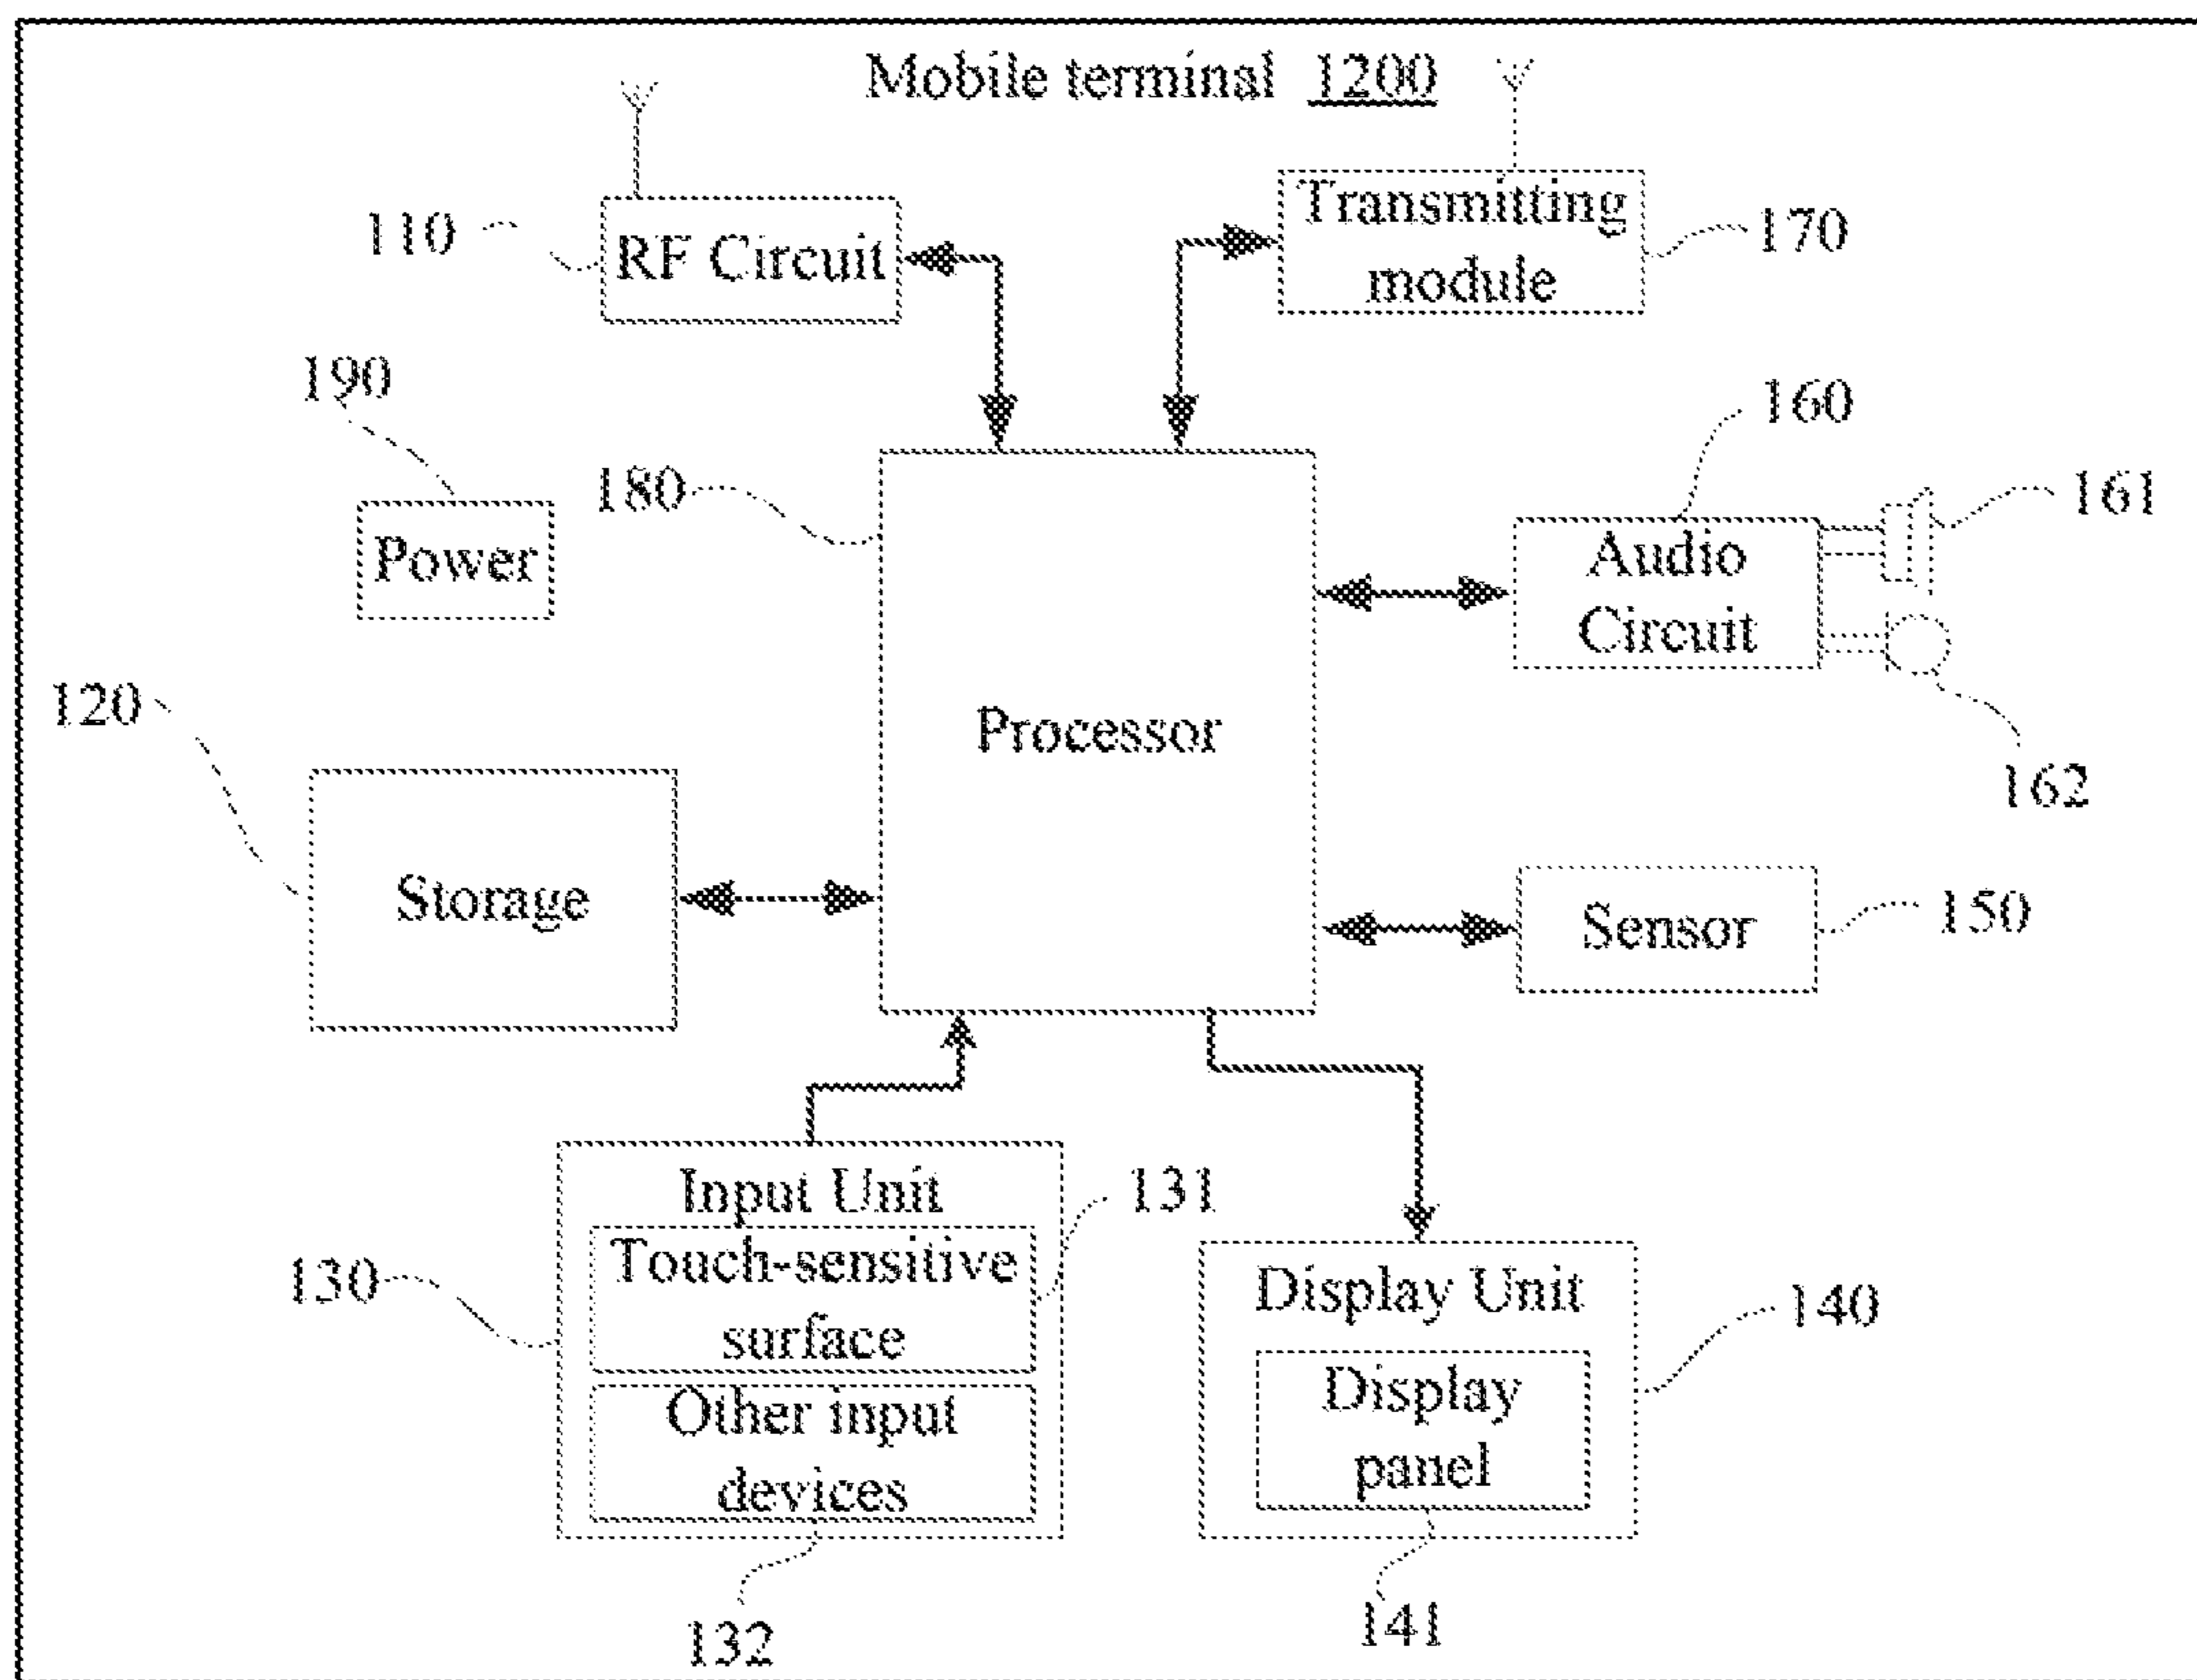 Mobile terminal 1200
110
RF Circuit
Transmitting
module
170
190
Power
180
Processor
160
Audio
Circuit
161
162
120
Storage
Sensor
150
Input Unit
131
Touch-sensitive
surface
130
Other input
devices
132
Display Unit
140
Display
panel
141